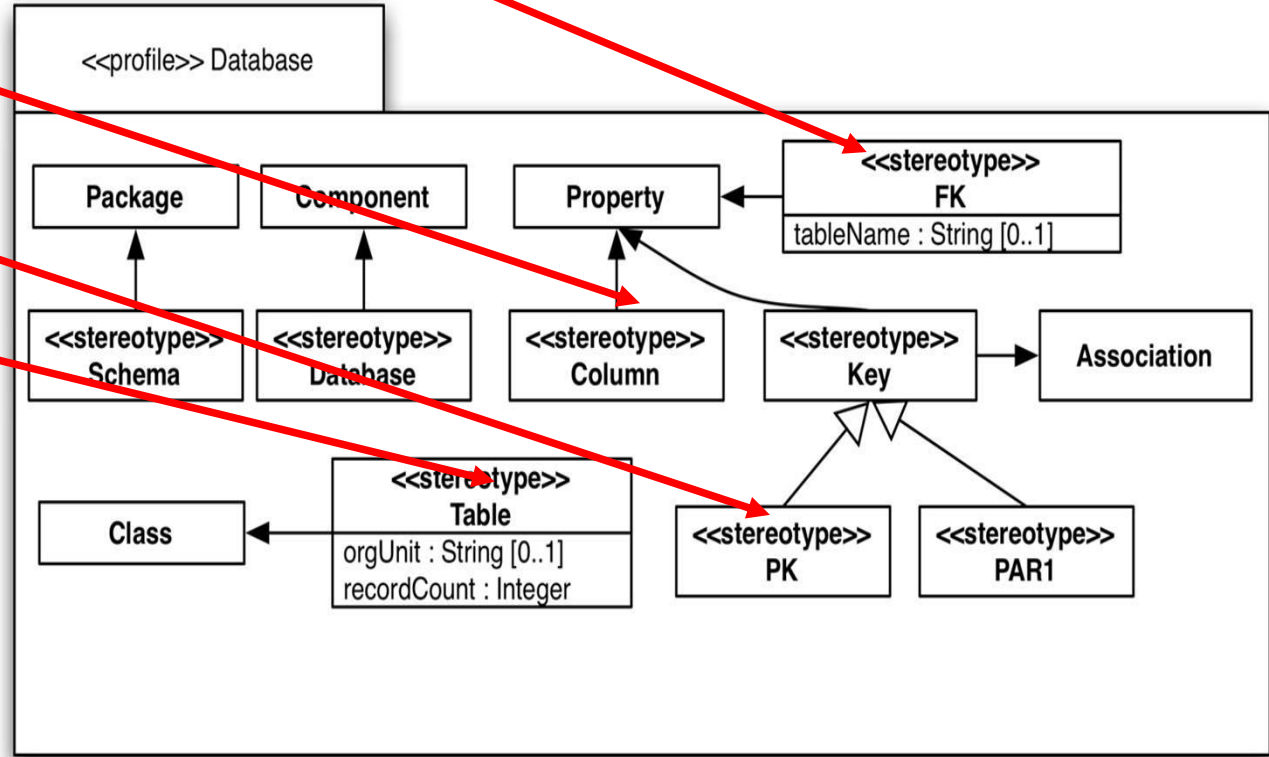 <<profile>> Database
Package
Component
Property
<<stereotype>>
FK
tableName : String [0..1]
<<stereotype>>
Schema
<<stereotype>>
Database
<<stereotype>>
Column
<<stereotype>>
Key
Association
Class
<<stereotype>>
Table
orgUnit : String [0..1]
recordCount : Integer
<<stereotype>>
PK
<<stereotype>>
PAR1